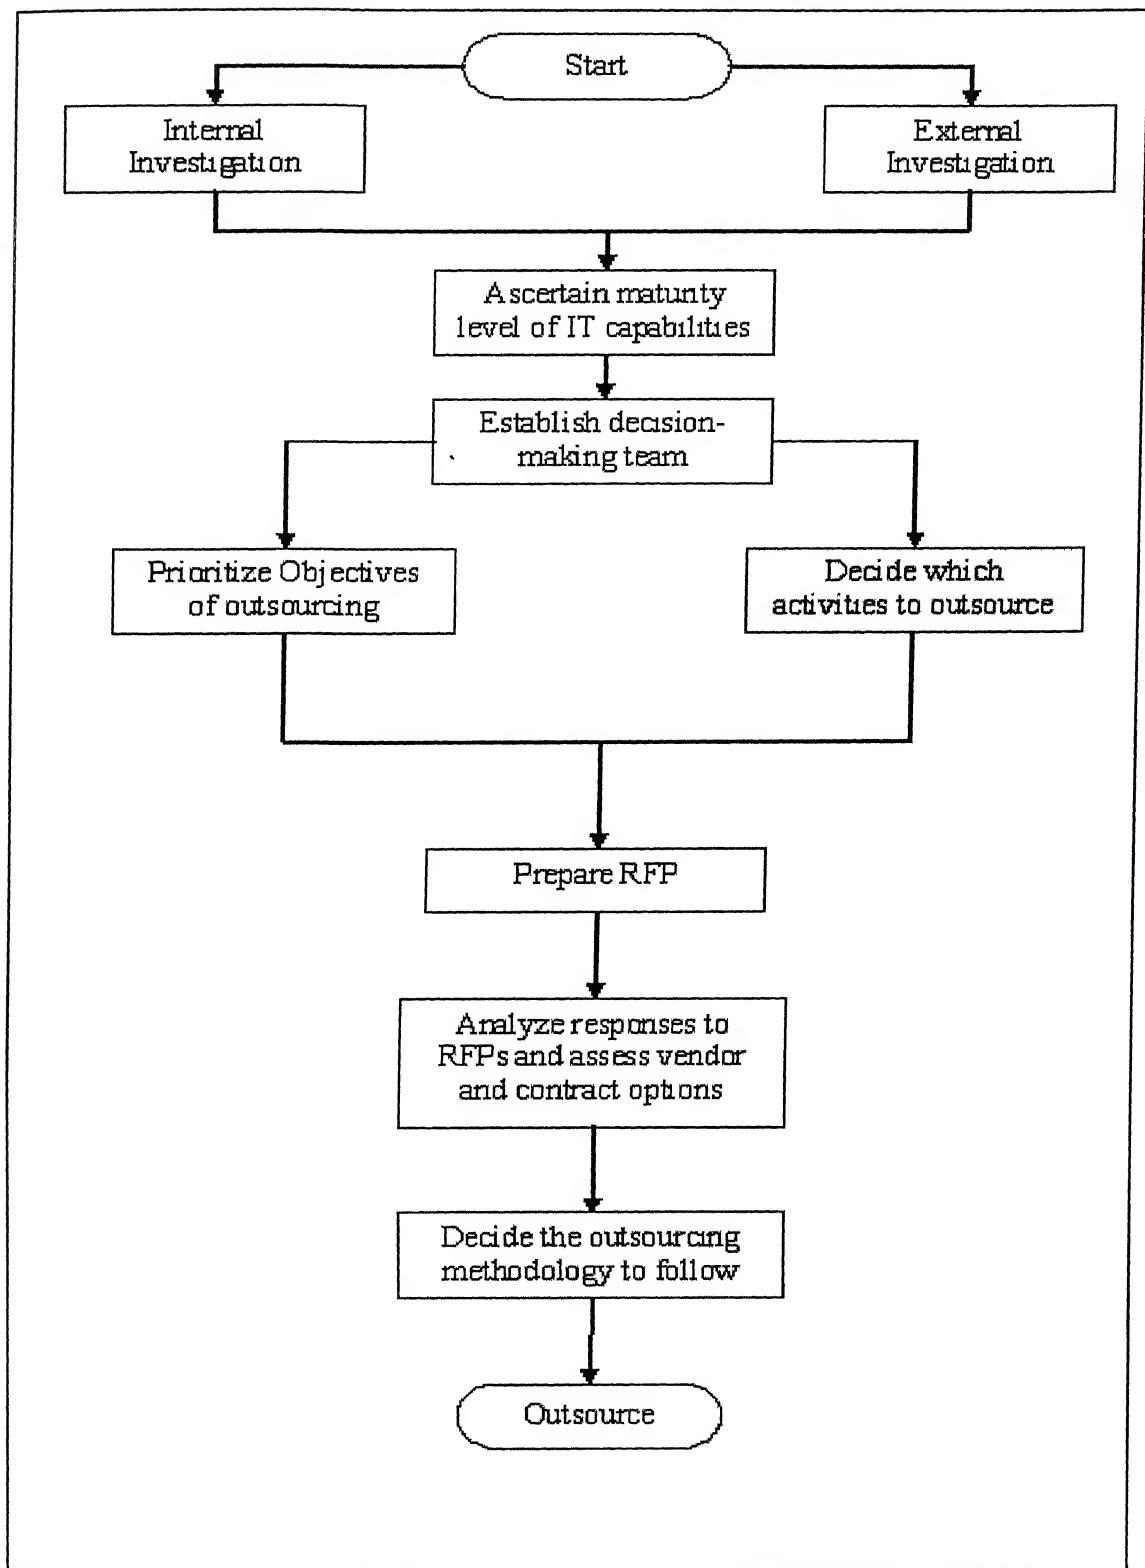 Start
Internal
Investigation
External
Investigation
Ascertain maturity
level of IT capabilities
Establish decision-
making team
Prioritize Objectives
of outsourcing
Decide which
activities to outsource
Prepare RFP
Analyze responses to
RFPs and assess vendor
and contract options
Decide the outsourcing
methodology to follow
Outsource